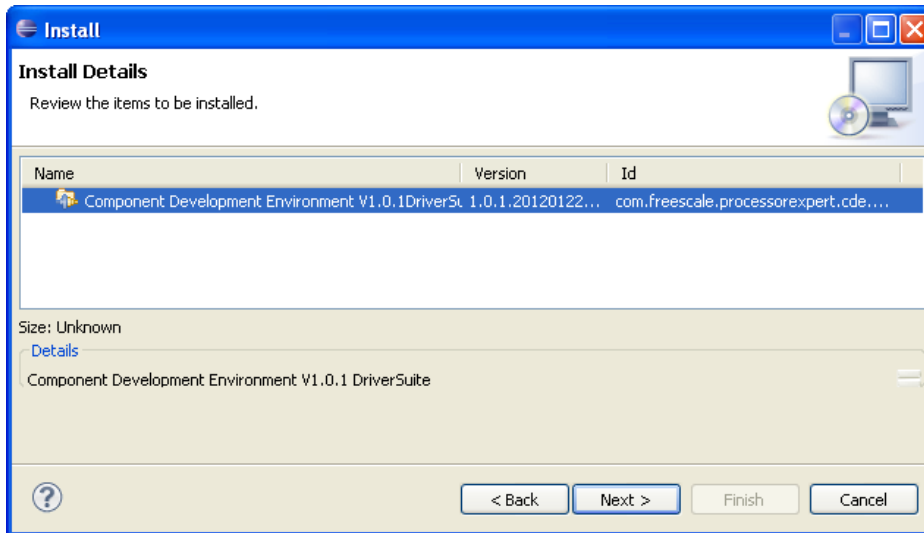 Install
Install Details
Review the items to be installed.
Name Version Id
Component Development Environment V1.0.1DriverSu 1.0.1.20120122... com.freescale.processorexpert.cde....
Size: Unknown
Details
Component Development Environment V1.0.1 DriverSuite
? < Back Next > Finish Cancel